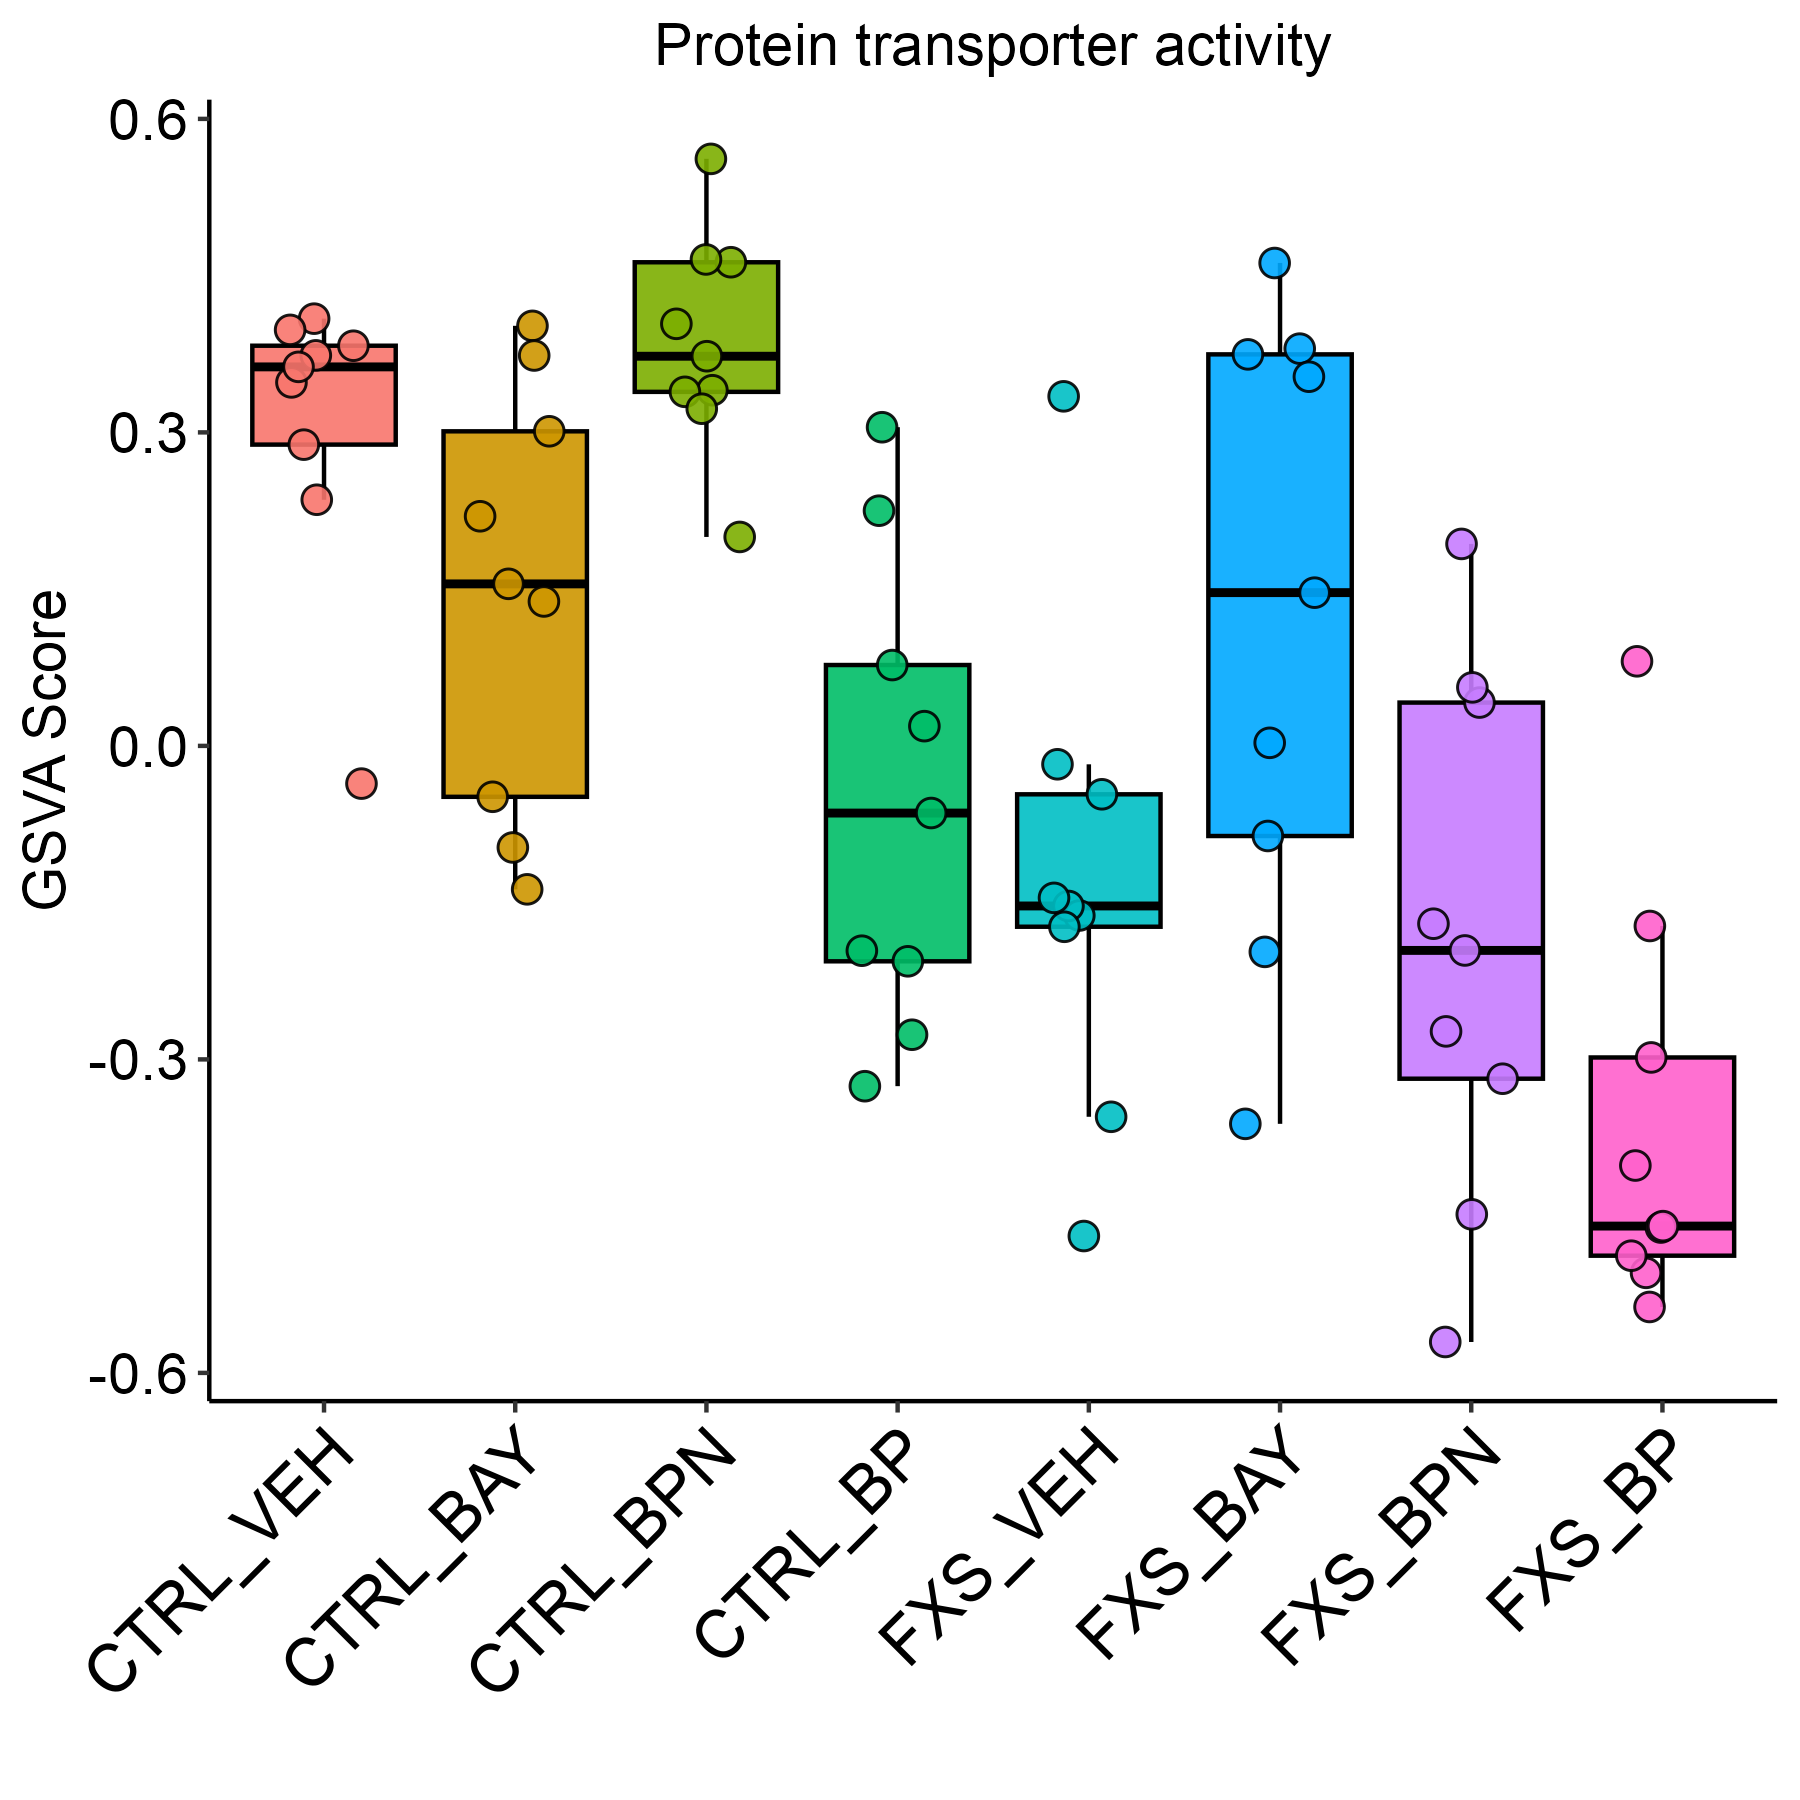 Protein transporter activity
GSVA Score
0.6
0.3
0.0
-0.3
-0.6
CTRL_VEH
CTRL_BAY
CTRL_BPN
CTRL_BP
FXS_VEH
FXS_BAY
FXS_BPN
FXS_BP